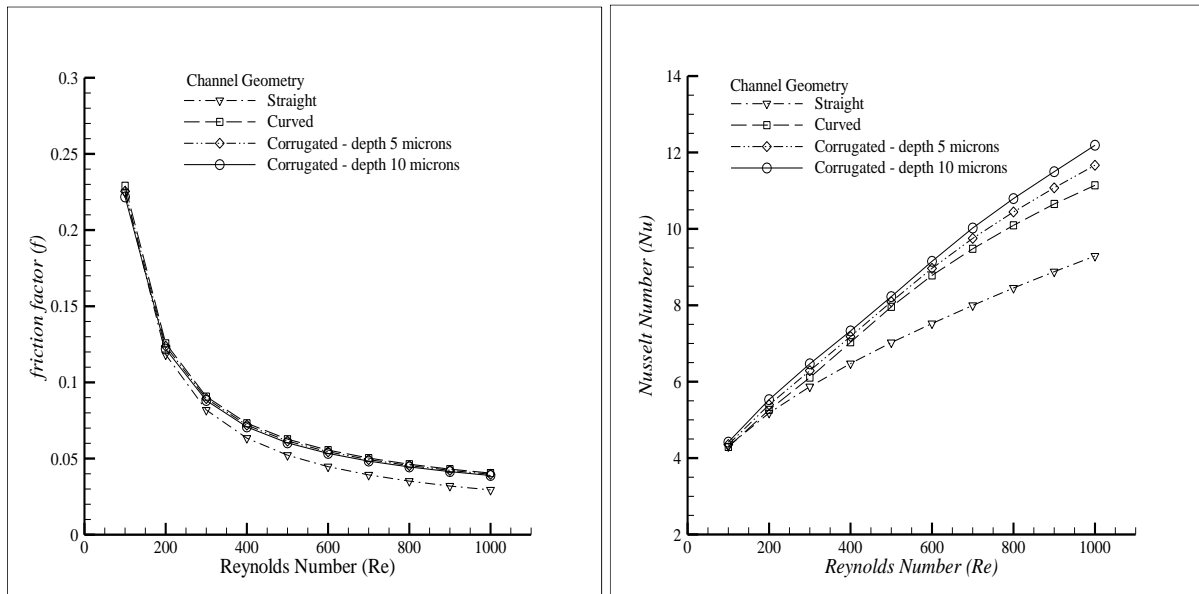 0.3
0.25
0.2
0.15
0.1
0.05
0
friction factor (f)
Channel Geometry
Straight
Curved
Corrugated - depth 5 microns
Corrugated - depth 10 microns
0 200 400 600 800 1000
Reynolds Number (Re)
14
12
10
8
6
4
2
Nusselt Number (Nu)
Channel Geometry
Straight
Curved
Corrugated - depth 5 microns
Corrugated - depth 10 microns
0 200 400 600 800 1000
Reynolds Number (Re)